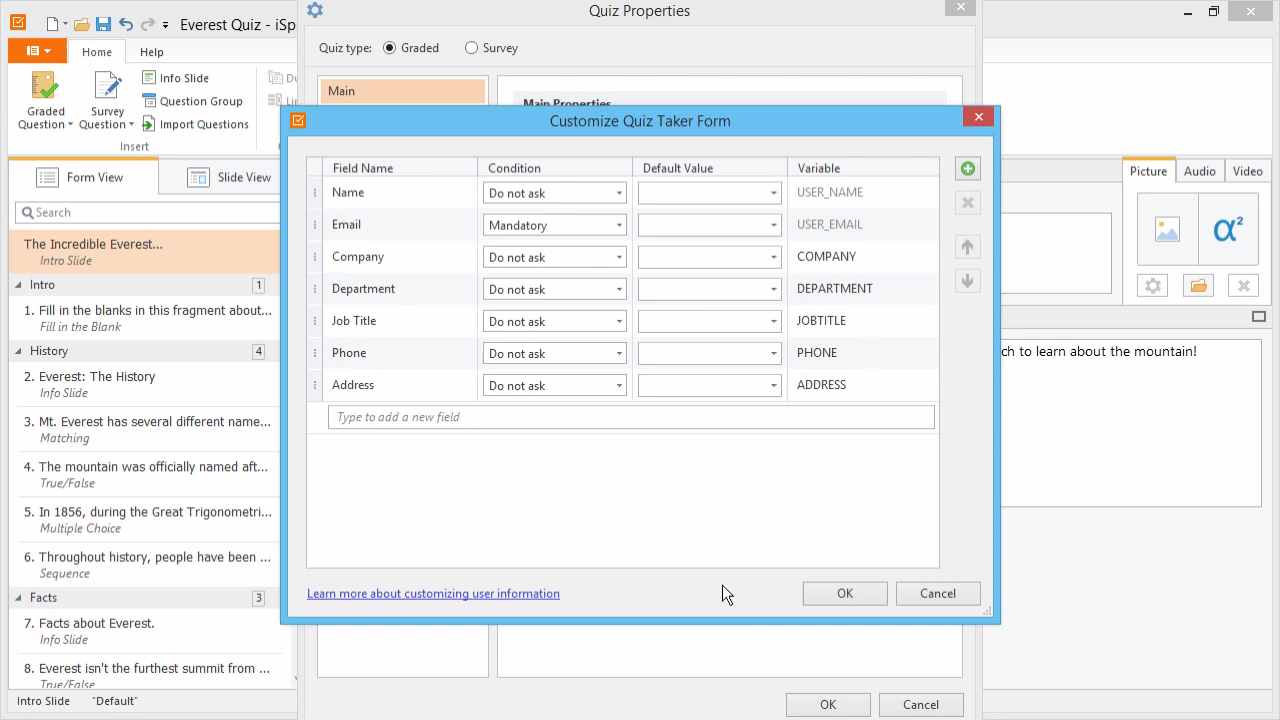 Everest Quiz - iSp
Quiz Properties
Home
Help
Quiz type:
Graded
Survey
Info Slide
Question Group
Import Questions
Graded
Question
Survey
Question
Insert
Main
Main Properties
Customize Quiz Taker Form
Form View
Slide View
Search
The Incredible Everest...
Intro Slide
Intro
1
1. Fill in the blanks in this fragment about...
Fill in the Blank
History
4
2. Everest: The History
Info Slide
3. Mt. Everest has several different name...
Matching
4. The mountain was officially named aft...
True/False
5. In 1856, during the Great Trigonometri...
Multiple Choice
6. Throughout history, people have been ...
Sequence
Facts
3
7. Facts about Everest.
Info Slide
8. Everest isn't the furthest summit from ...
True/False
Intro Slide
"Default"
Field Name
Condition
Default Value
Variable
Name
Do not ask
USER_NAME
Email
Mandatory
USER_EMAIL
Company
Do not ask
COMPANY
Department
Do not ask
DEPARTMENT
Job Title
Do not ask
JOBTITLE
Phone
Do not ask
PHONE
Address
Do not ask
ADDRESS
Type to add a new field
Learn more about customizing user information
OK
Cancel
Picture
Audio
Video
α²
ch to learn about the mountain!
OK
Cancel